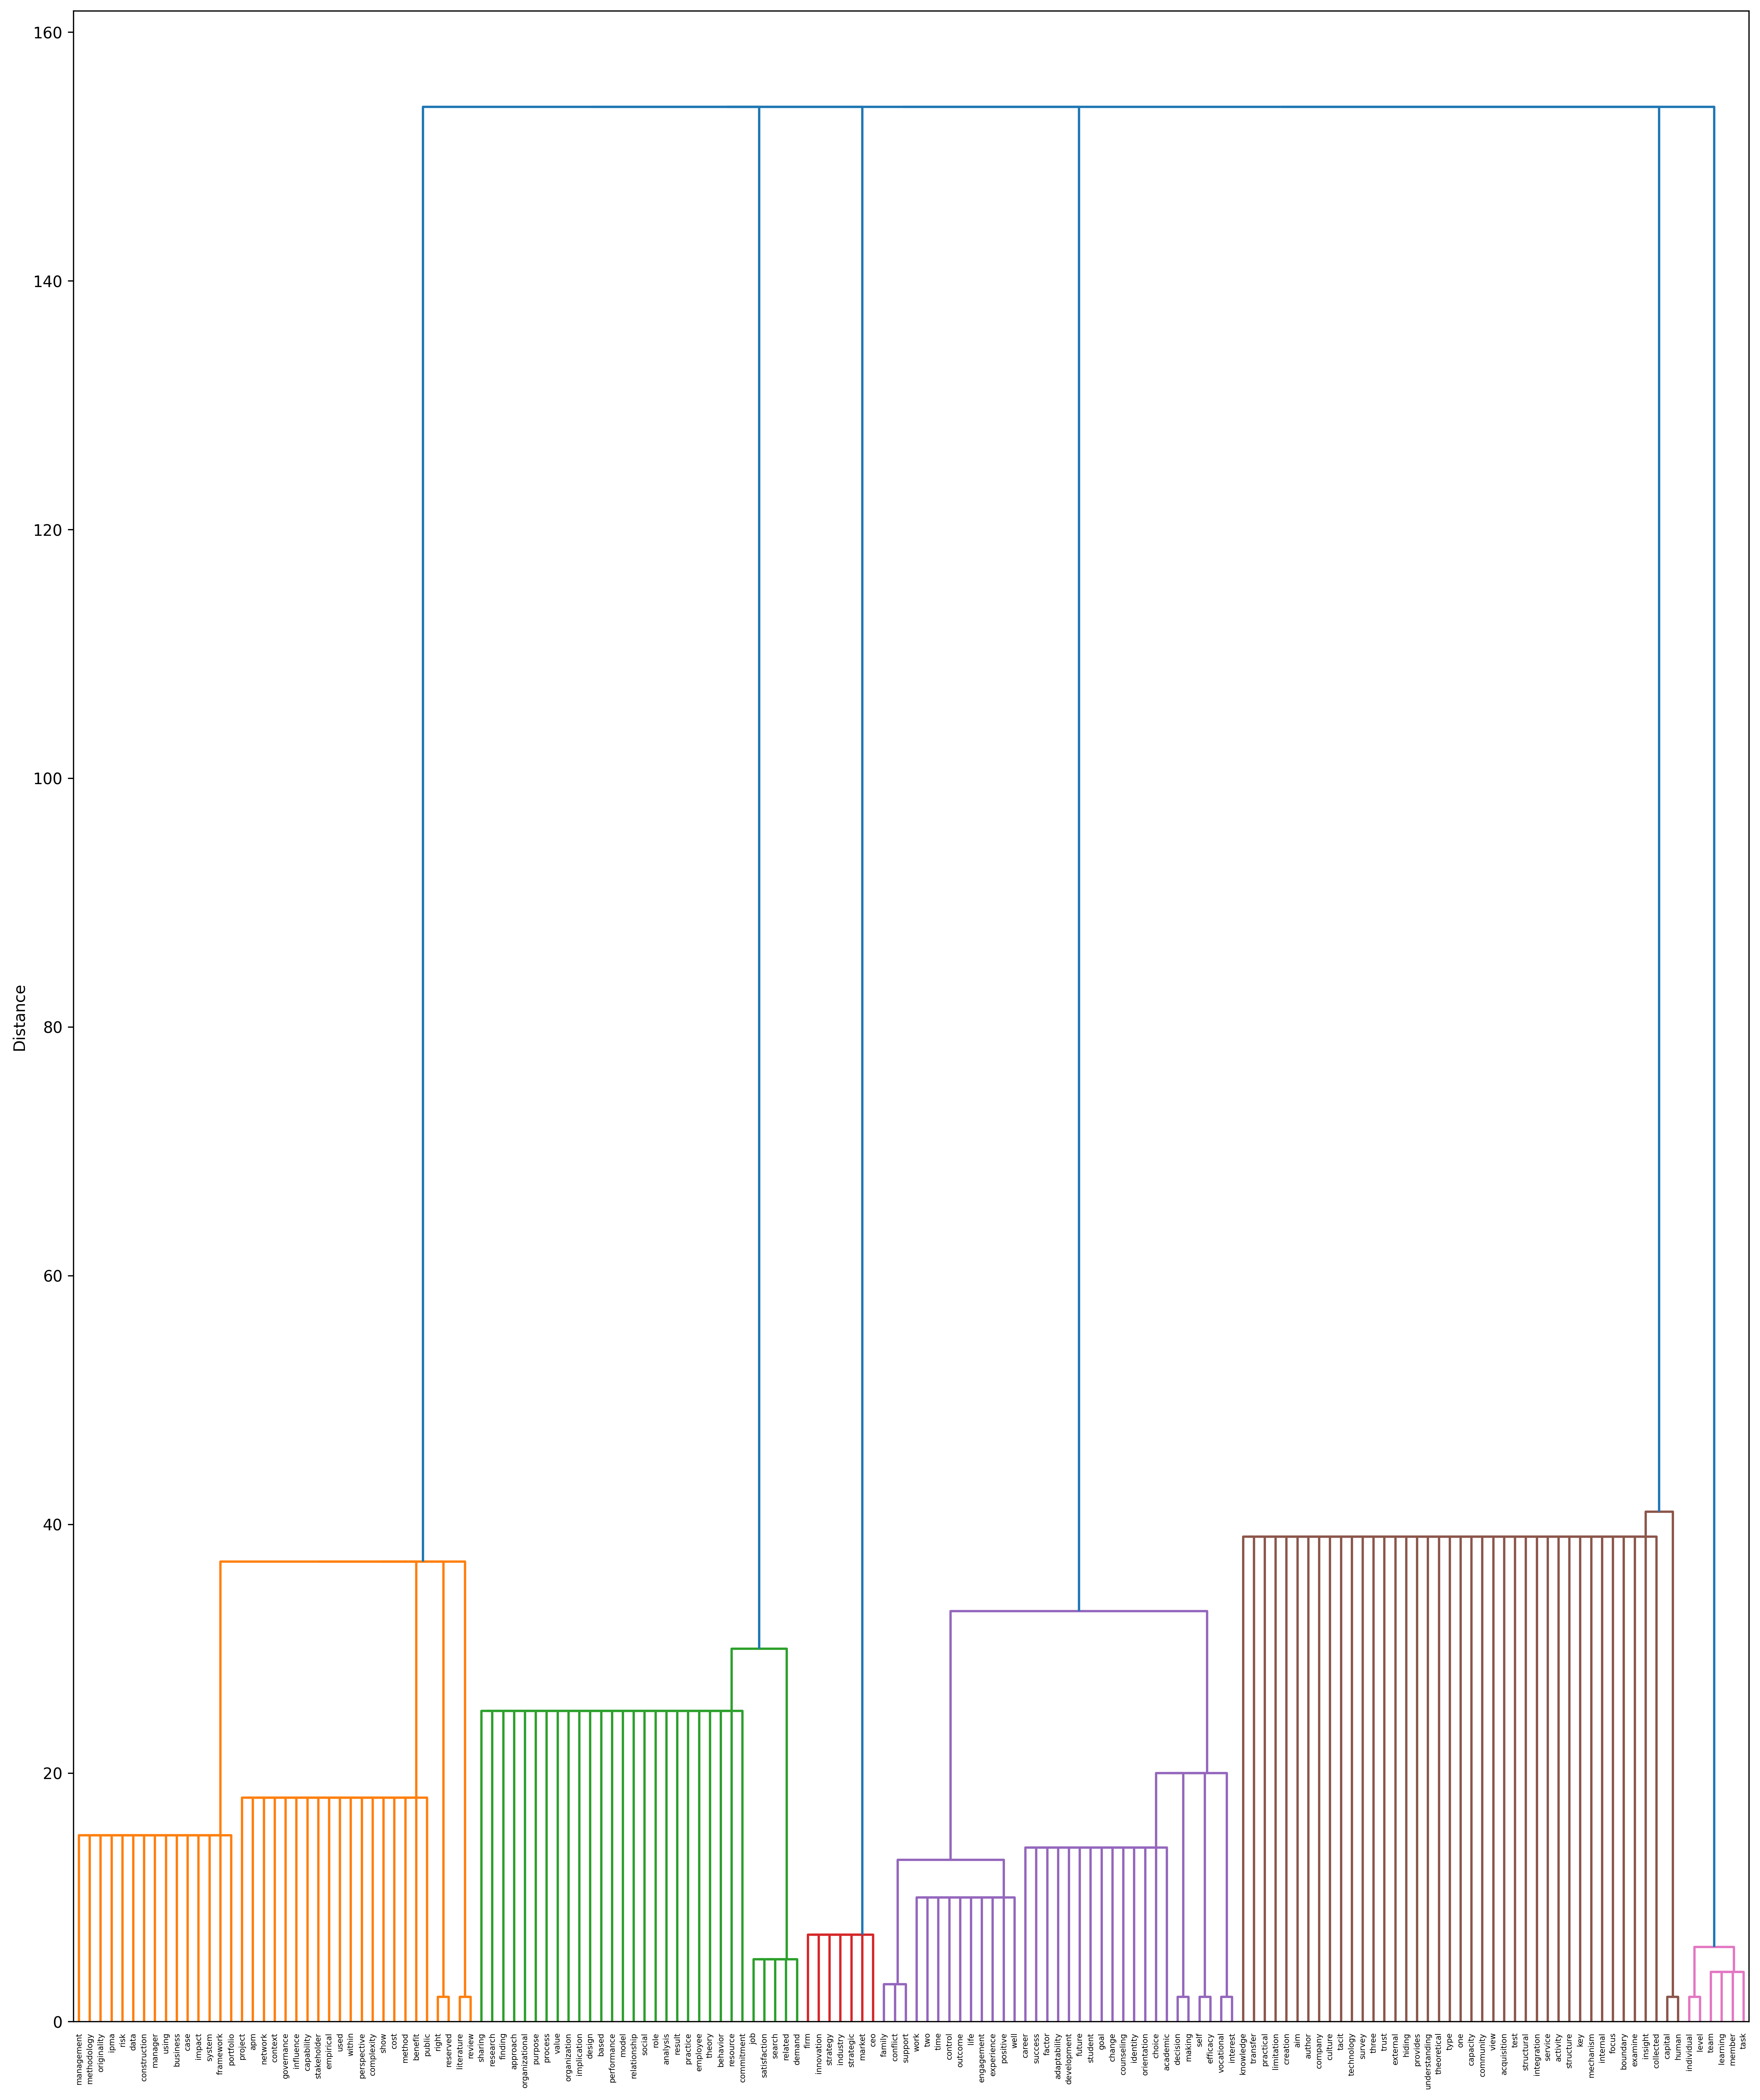 160
140
120
100
80
60
40
20
0
Distance
management
methodology
originality
ipma
risk
data
construction
manager
using
business
case
impact
system
framework
portfolio
project
apm
network
context
governance
influence
capability
stakeholder
empirical
used
within
perspective
complexity
show
cost
method
benefit
public
right
reserved
literature
review
sharing
research
finding
approach
organizational
purpose
process
value
organization
implication
design
based
performance
model
relationship
social
role
analysis
result
practice
employee
theory
behavior
resource
commitment
job
satisfaction
search
related
demand
firm
innovation
strategy
industry
strategic
market
ceo
family
conflict
support
work
two
time
control
outcome
life
engagement
experience
positive
well
career
success
factor
adaptability
development
future
student
goal
change
counseling
identity
orientation
choice
academic
decision
making
self
efficacy
vocational
interest
knowledge
transfer
practical
limitation
creation
aim
author
company
culture
tacit
technology
survey
three
trust
external
hiding
provides
understanding
theoretical
type
one
capacity
community
view
acquisition
test
structural
integration
service
activity
structure
key
mechanism
internal
focus
boundary
examine
insight
collected
capital
human
individual
level
team
learning
member
task